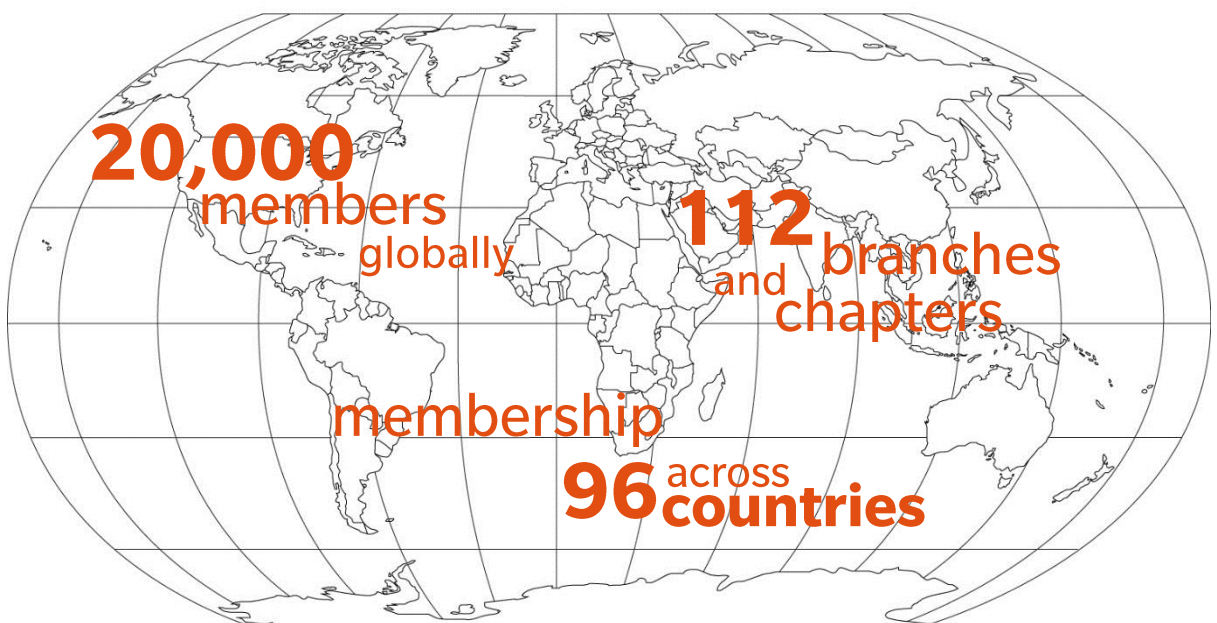 20,000
members
globally
112
branches
and
chapters
membership
across
96 countries